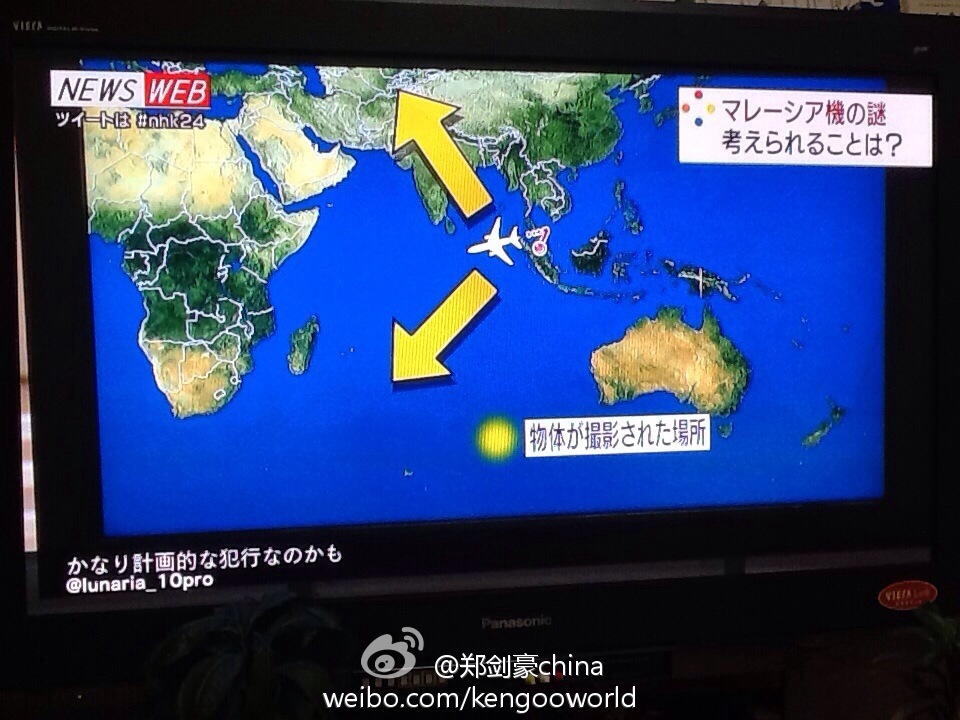 VIERA
NEWS WEB
ツイートは #nhk24
マレーシア機の謎
考えられることは?
物体が撮影された場所
かなり計画的な犯行なのかも
@lunaria_10pro
VIERA Link
Panasonic
@郑剑豪china
weibo.com/kengooworld